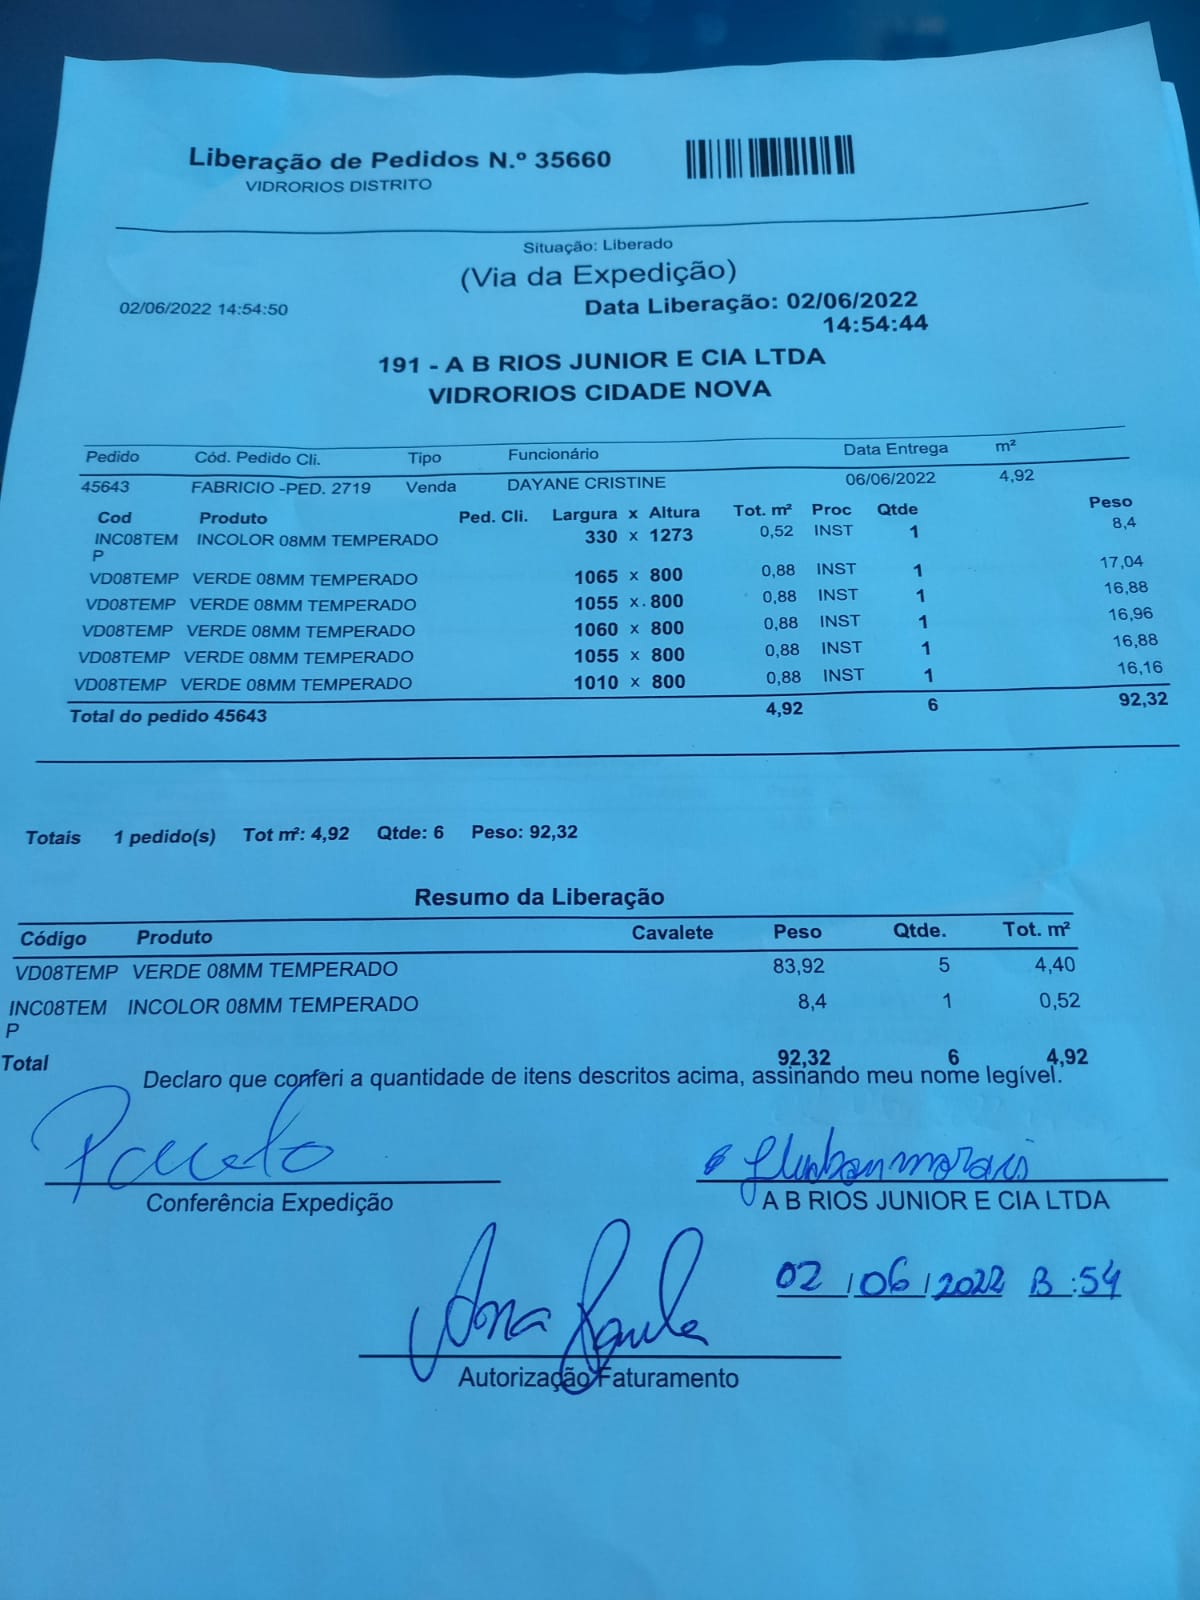 Liberação de Pedidos N.º 35660
VIDRORIOS DISTRITO
Situação: Liberado
(Via da Expedição)
02/06/2022 14:54:50 Data Liberação: 02/06/2022
14:54:44
191 - A B RIOS JUNIOR E CIA LTDA
VIDRORIOS CIDADE NOVA
Pedido Cód. Pedido Cli. Tipo Funcionário Data Entrega m²
45643 FABRICIO -PED. 2719 Venda DAYANE CRISTINE 06/06/2022 4,92
Cod Produto Ped. Cli. Largura x Altura Tot. m² Proc Qtde Peso
INC08TEM INCOLOR 08MM TEMPERADO 330 x 1273 0,52 INST 1 8,4
P
VD08TEMP VERDE 08MM TEMPERADO 1065 x 800 0,88 INST 1 17,04
VD08TEMP VERDE 08MM TEMPERADO 1055 x 800 0,88 INST 1 16,88
VD08TEMP VERDE 08MM TEMPERADO 1060 x 800 0,88 INST 1 16,96
VD08TEMP VERDE 08MM TEMPERADO 1055 x 800 0,88 INST 1 16,88
VD08TEMP VERDE 08MM TEMPERADO 1010 x 800 0,88 INST 1 16,16
Total do pedido 45643 4,92 6 92,32
Totais 1 pedido(s) Tot m²: 4,92 Qtde: 6 Peso: 92,32
Resumo da Liberação
Código Produto Cavalete Peso Qtde. Tot. m²
VD08TEMP VERDE 08MM TEMPERADO 83,92 5 4,40
INC08TEM INCOLOR 08MM TEMPERADO 8,4 1 0,52
P
Total 92,32 6 4,92
Declaro que conferi a quantidade de itens descritos acima, assinando meu nome legível.
morais
Conferência Expedição A B RIOS JUNIOR E CIA LTDA
02/06/2022 :54
Ana Paula
Autorização Faturamento